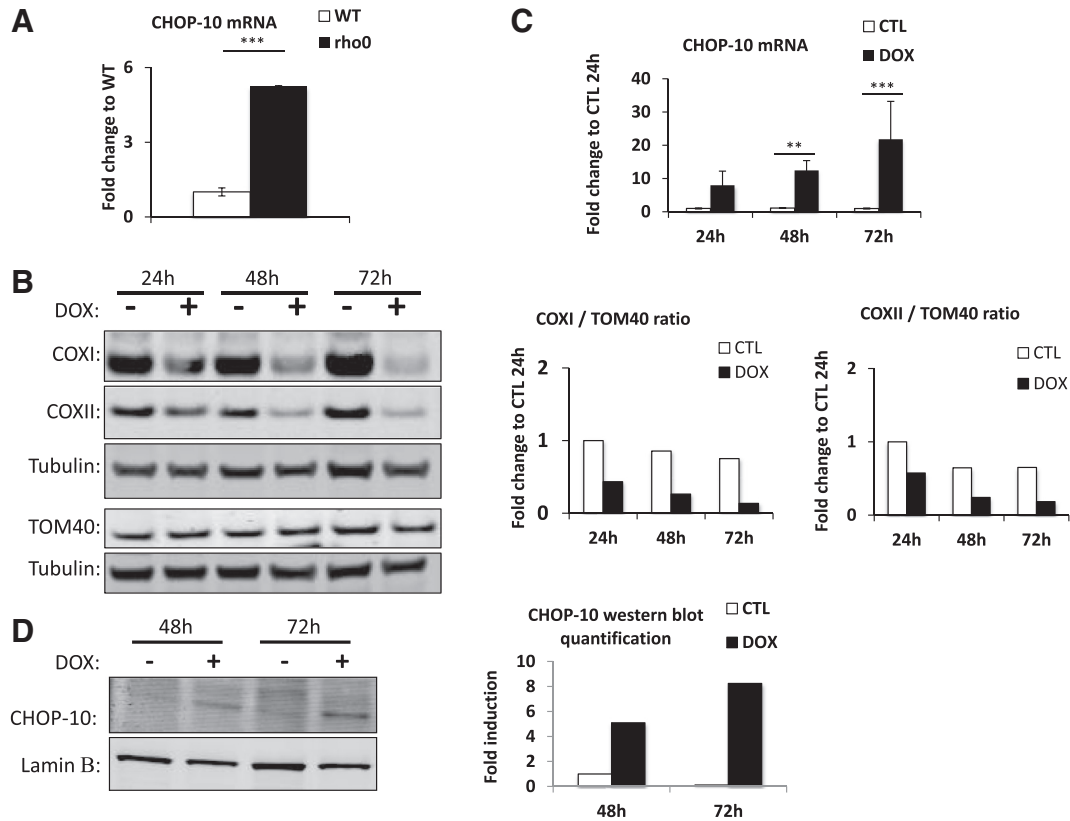 A
CHOP-10 mRNA
WT
rho0
***
Fold change to WT
6
3
0
C
CHOP-10 mRNA
CTL
DOX
Fold change to CTL 24h
40
30
20
10
0
**
***
24h 48h 72h
B
24h 48h 72h
DOX: - + - + - +
COXI:
COXII:
Tubulin:
TOM40:
Tubulin:
COXI / TOM40 ratio
CTL
DOX
Fold change to CTL 24h
2
1
0
24h 48h 72h
COXII / TOM40 ratio
CTL
DOX
Fold change to CTL 24h
2
1
0
24h 48h 72h
D
48h 72h
DOX: - + - +
CHOP-10:
Lamin B:
CHOP-10 western blot
quantification
CTL
DOX
Fold induction
10
8
6
4
2
0
48h 72h